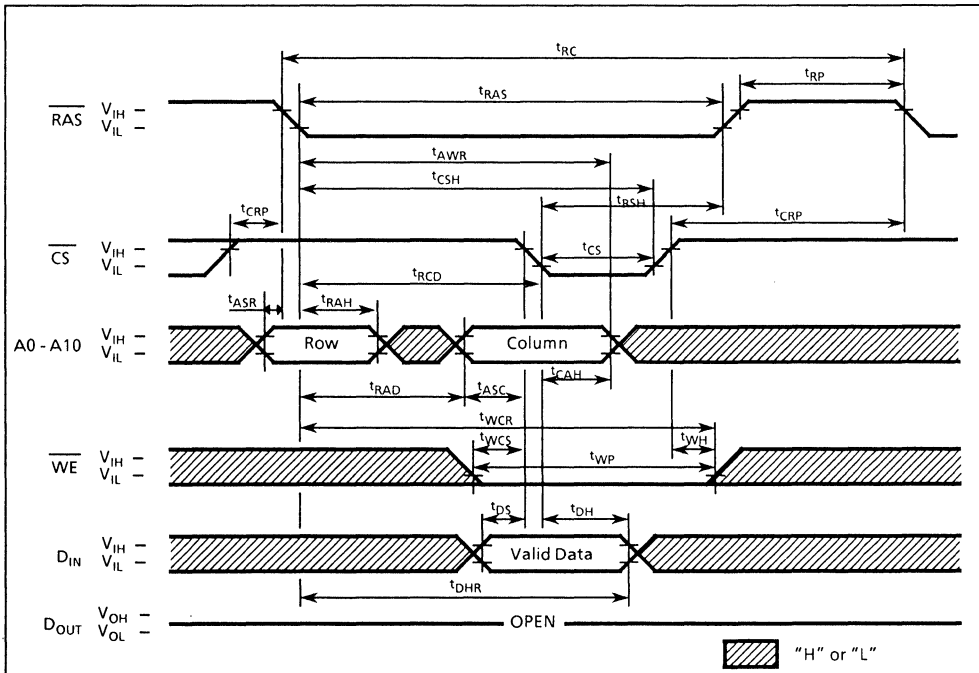 tRC
tRP
tRAS
RAS VIH
VIL
tAWR
tCSH
tRSH
tCRP
tCRP
CS VIH
VIL
tCS
tRCD
tASR
tRAH
A0 - A10 VIH
VIL
Row
Column
tCAH
tRAD
tASC
tWCR
tWCS
tWH
WE VIH
VIL
tWP
tDS
tDH
DIN VIH
VIL
Valid Data
tDHR
DOUT VOH
VOL
OPEN
"H" or "L"